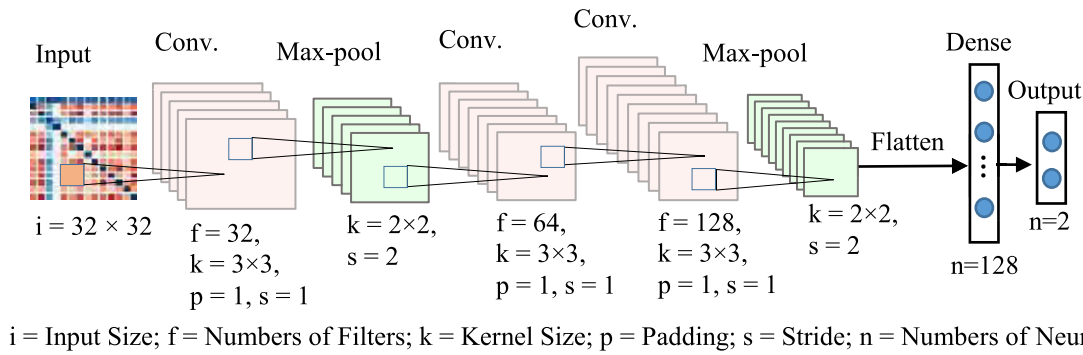 Input
Conv.
Max-pool
Conv.
Conv.
Max-pool
Dense
Output
Flatten
i = 32 × 32
f = 32,
k = 3×3,
p = 1, s = 1
k = 2×2,
s = 2
f = 64,
k = 3×3,
p = 1, s = 1
f = 128,
k = 3×3,
p = 1, s = 1
k = 2×2,
s = 2
n=128
n=2
i = Input Size; f = Numbers of Filters; k = Kernel Size; p = Padding; s = Stride; n = Numbers of Neu